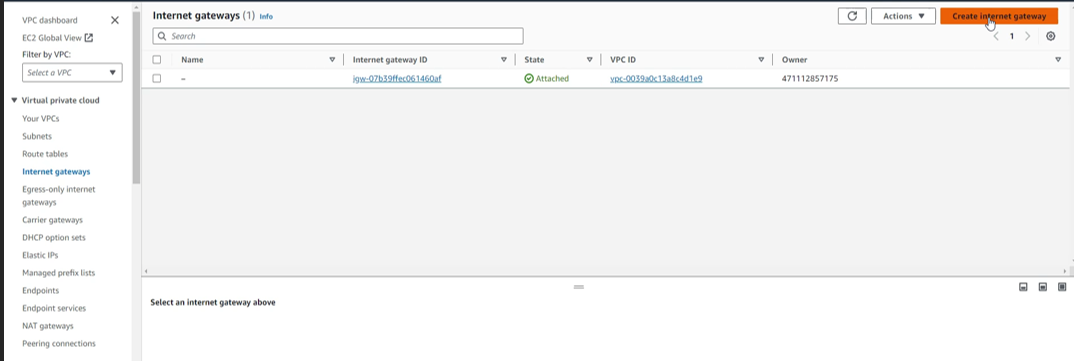 VPC dashboard
EC2 Global View
Filter by VPC:
Select a VPC
Virtual private cloud
Your VPCs
Subnets
Route tables
Internet gateways
Egress-only internet
gateways
Carrier gateways
DHCP option sets
Elastic IPs
Managed prefix lists
Endpoints
Endpoint services
NAT gateways
Peering connections
Internet gateways (1) Info
Actions
Create internet gateway
Search
1
Name Internet gateway ID State VPC ID Owner
– igw-07b39ffec061460af Attached vpc-0039a0c13a8c4d1e9 471112857175
Select an internet gateway above